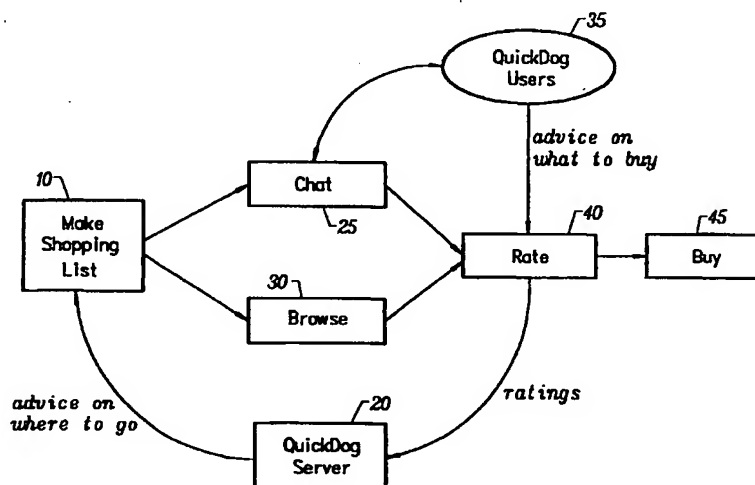 35
QuickDog
Users
advice on
what to buy
10
Make
Shopping
List
Chat
25
40
Rate
45
Buy
30
Browse
advice on
where to go
20
QuickDog
Server
ratings